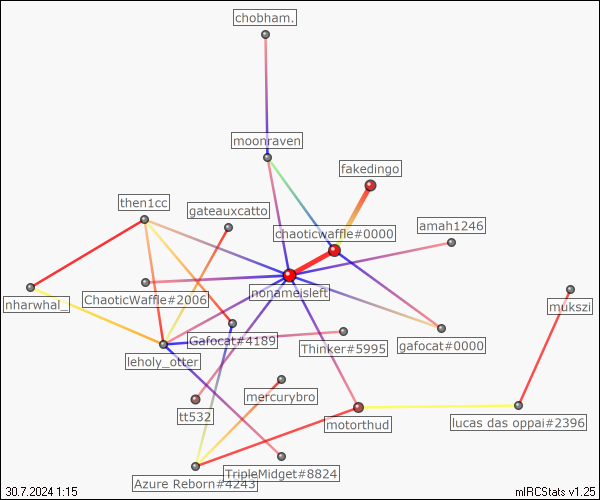 chobham.
moonraven
fakedingo
then1cc
gateauxcatto
amah1246
chaoticwaffle#0000
nharwhal_
ChaoticWaffle#2006
nonameisleft
mukszi
Gafocat#4189
Thinker#5995
gafocat#0000
leholy_otter
mercurybro
tt532
motorthud
lucas das oppai#2396
TripleMidget#8824
Azure Reborn#4243
30.7.2024 1:15
mIRCStats v1.25